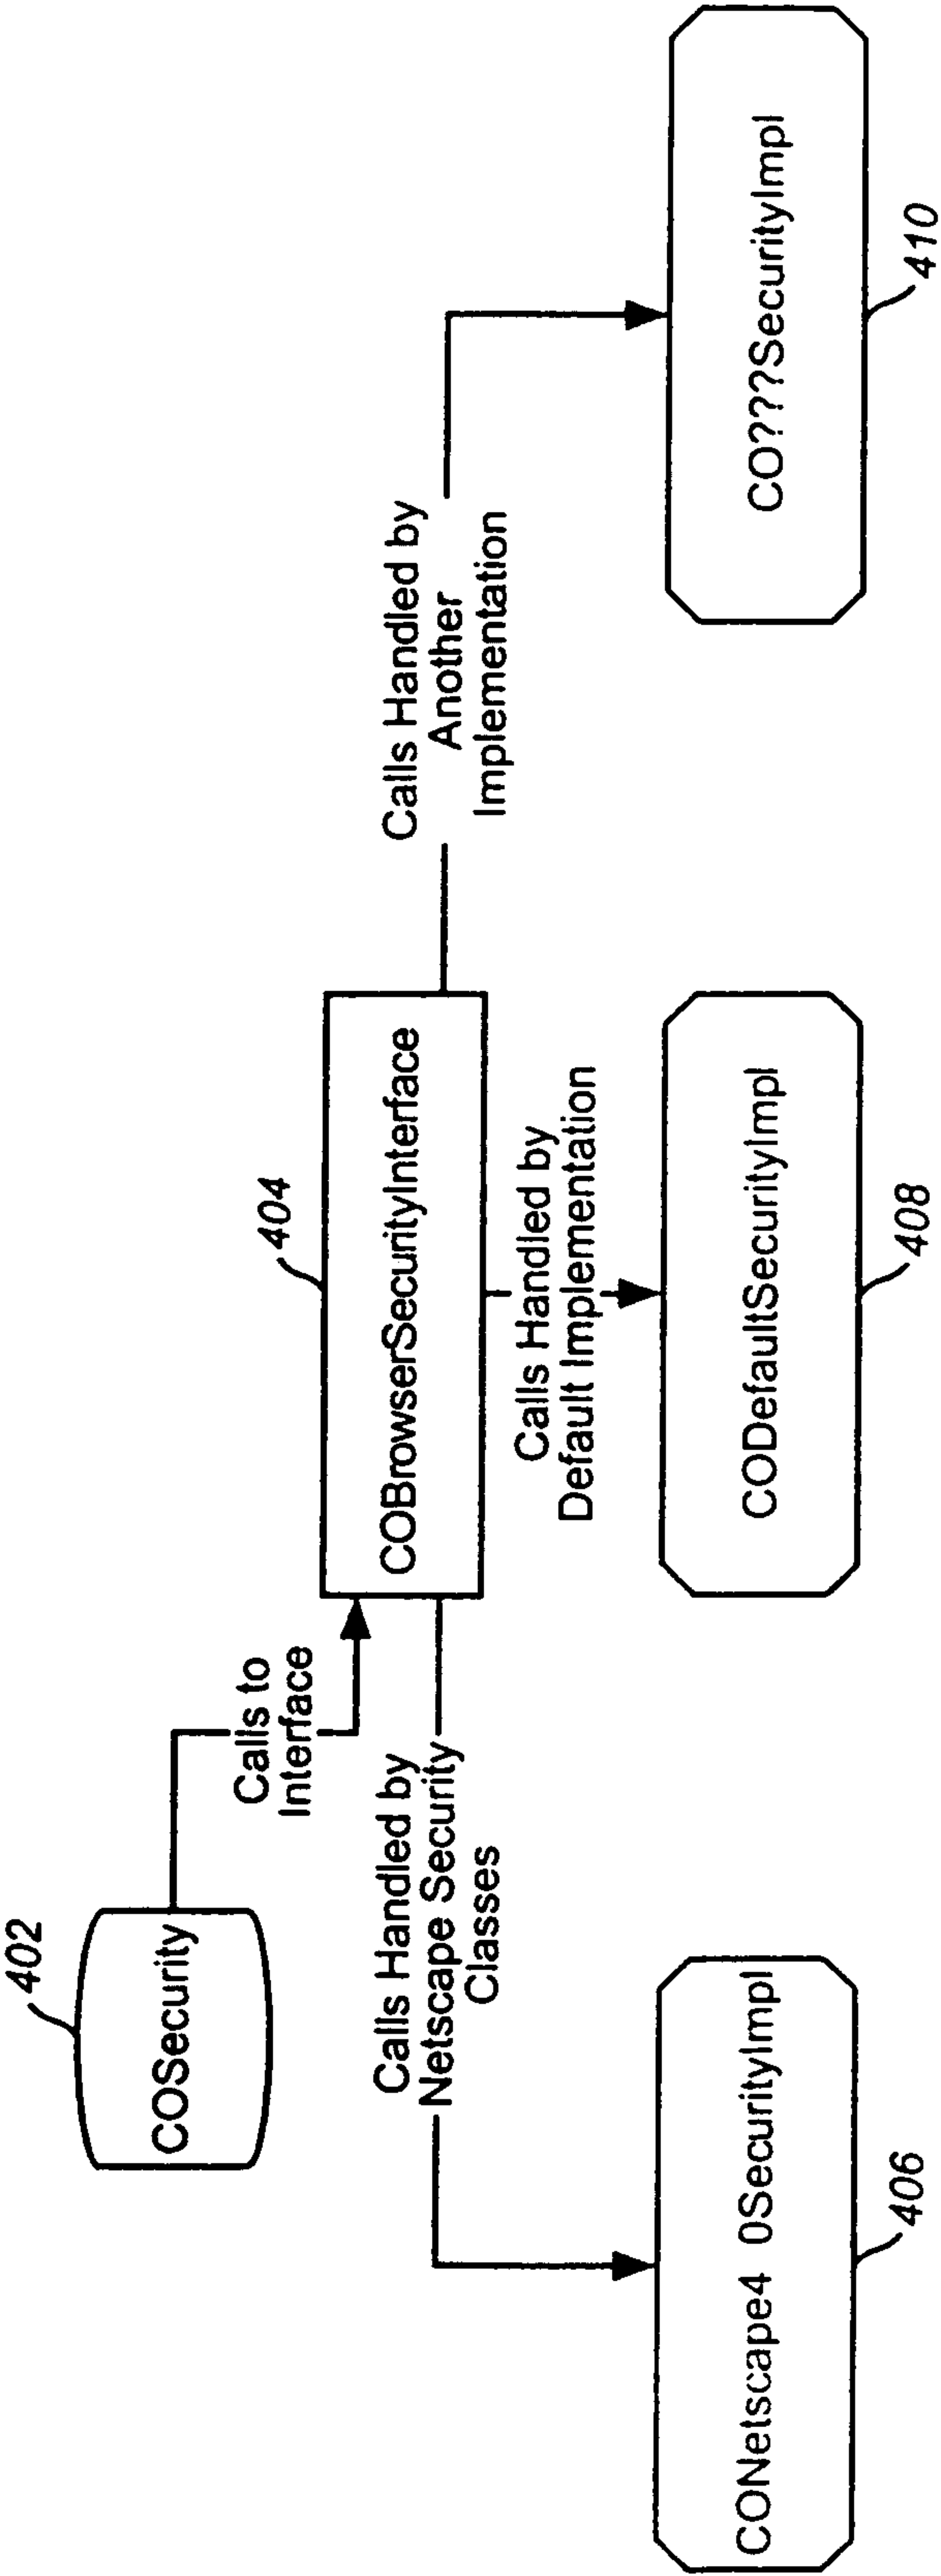 402
COSecurity
Calls to
Interface
404
COBrowserSecurityInterface
Calls Handled by
Netscape Security
Classes
Calls Handled by
Default Implementation
Calls Handled by
Another
Implementation
CONetscape4 0SecurityImpl
406
CODefaultSecurityImpl
408
CO???SecurityImpl
410